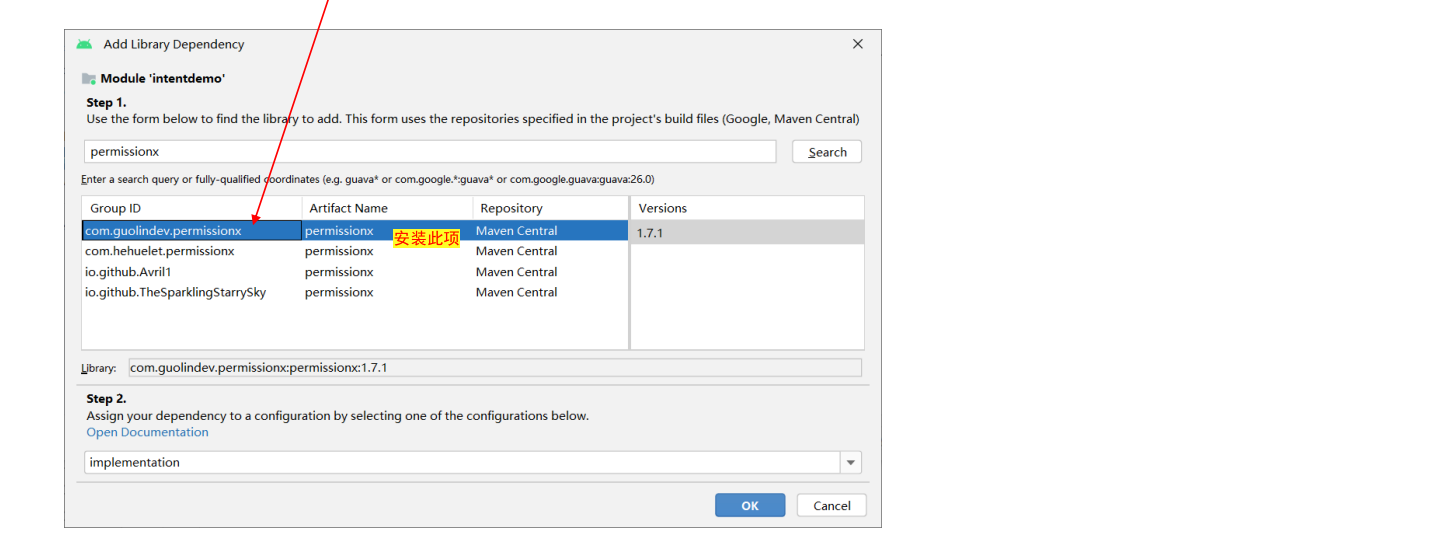 Add Library Dependency
Module 'intentdemo'
Step 1.
Use the form below to find the library to add. This form uses the repositories specified in the project's build files (Google, Maven Central)
permissionx
Search
Enter a search query or fully-qualified coordinates (e.g. guava* or com.google.*:guava* or com.google.guava:guava:26.0)
Group ID Artifact Name Repository Versions
com.guolindev.permissionx permissionx 安装此项 Maven Central 1.7.1
com.hehuelet.permissionx permissionx Maven Central
io.github.Avril1 permissionx Maven Central
io.github.TheSparklingStarrySky permissionx Maven Central
Library: com.guolindev.permissionx:permissionx:1.7.1
Step 2.
Assign your dependency to a configuration by selecting one of the configurations below.
Open Documentation
implementation
OK Cancel